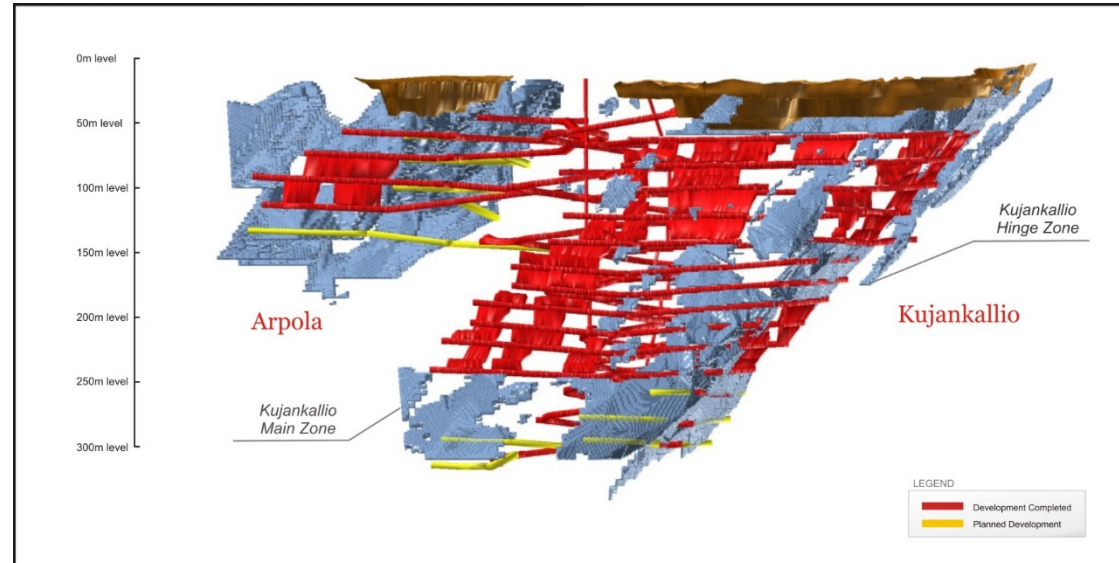 0m level
50m level
100m level
150m level
200m level
250m level
300m level
Kujankallio
Hinge Zone
Arpola
Kujankallio
Kujankallio
Main Zone
LEGEND
Development Completed
Planned Development